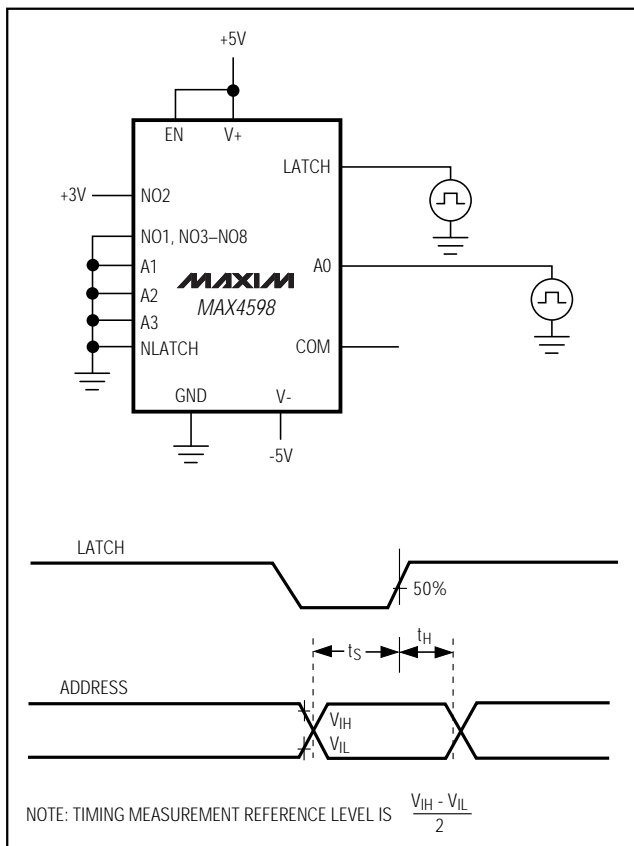 +5V
EN V+
LATCH
+3V NO2
NO1, NO3–NO8
A1 A0
MAXIM
A2
MAX4598
A3
NLATCH COM
GND V-
-5V
LATCH
50%
tS tH
ADDRESS
VIH
VIL
NOTE: TIMING MEASUREMENT REFERENCE LEVEL IS VIH - VIL
2